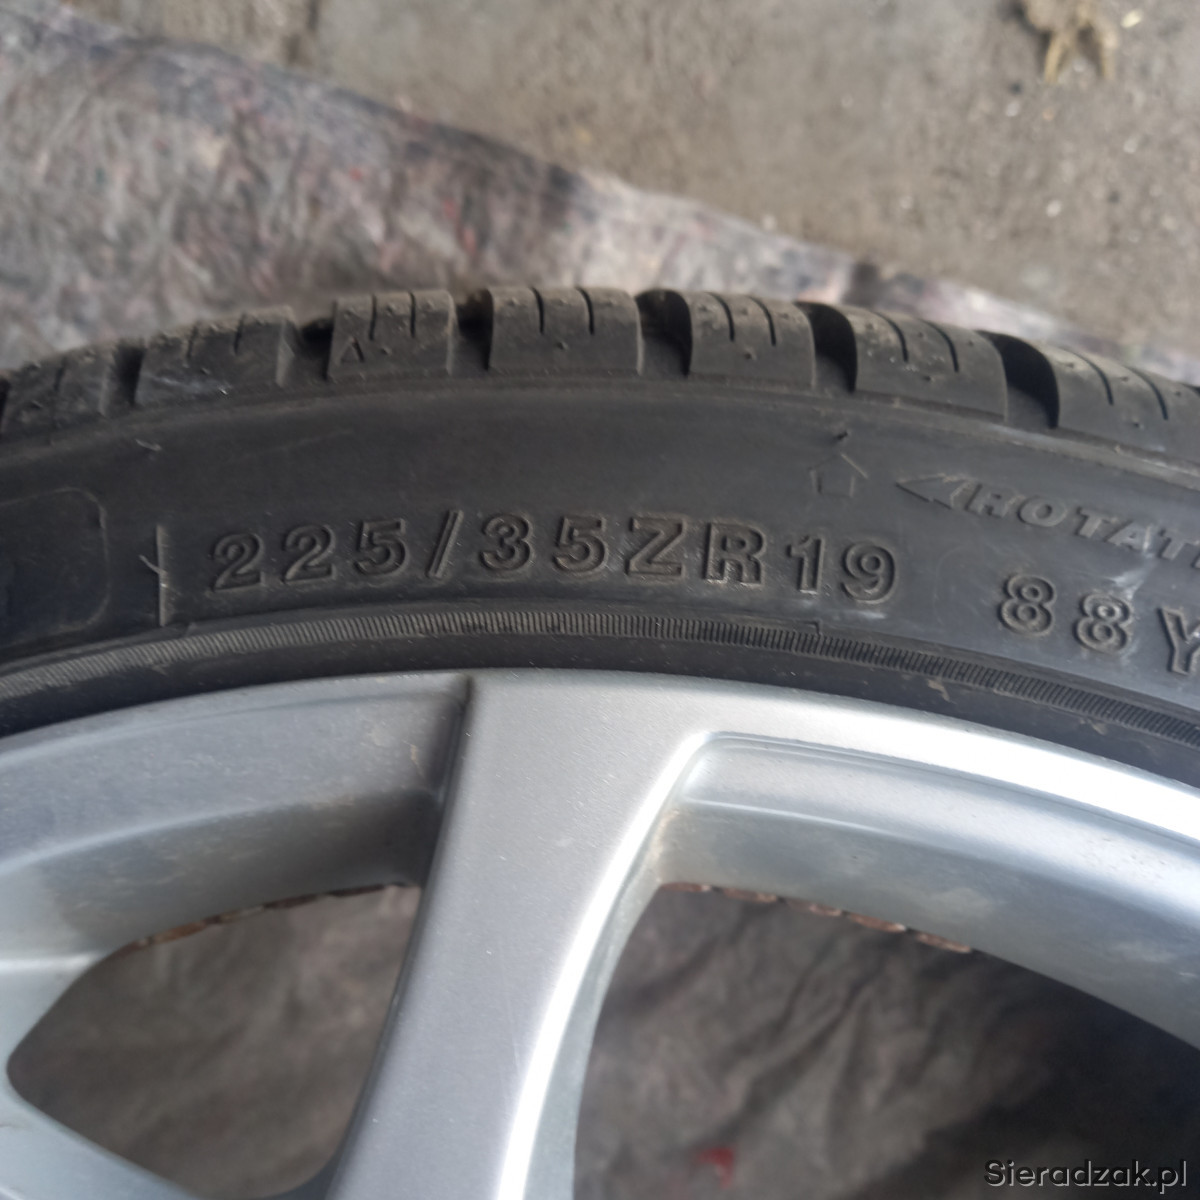 ROTAT
225/35ZR19 88Y
Sieradzak.pl